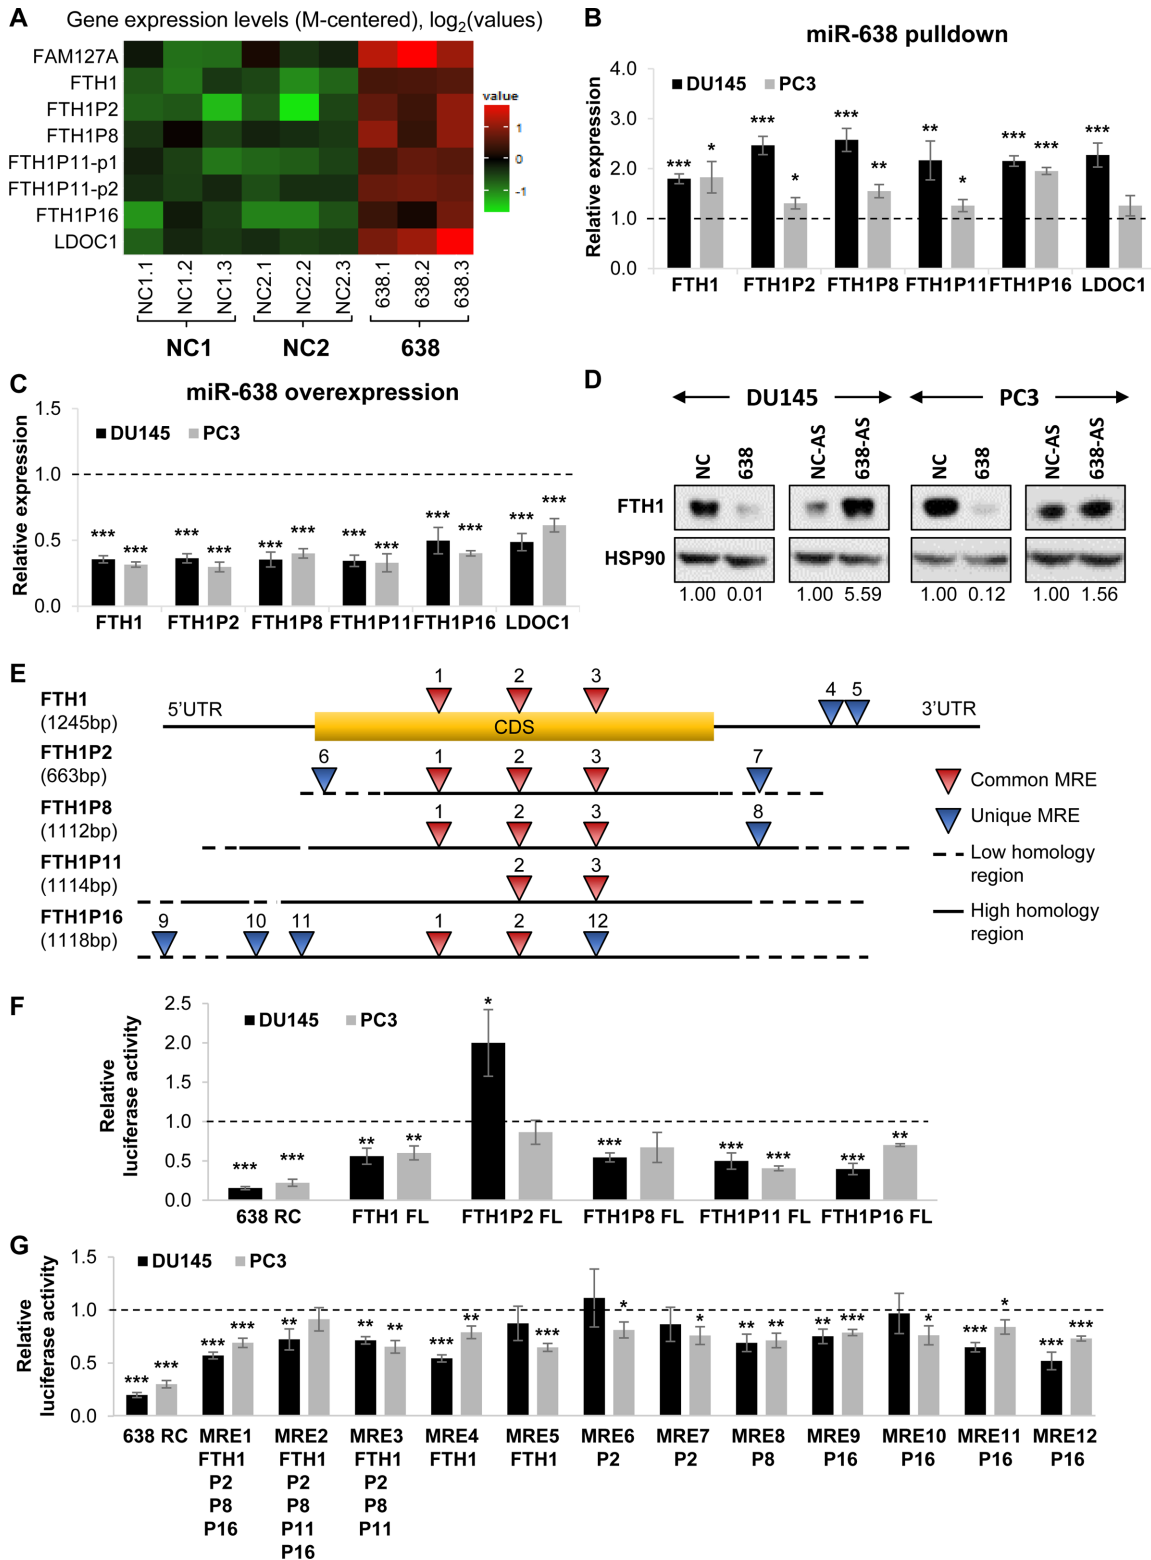 A
Gene expression levels (M-centered), log2(values)
FAM127A
FTH1
FTH1P2
FTH1P8
FTH1P11-p1
FTH1P11-p2
FTH1P16
LDOC1
value
1
0
-1
NC1.1
NC1.2
NC1.3
NC2.1
NC2.2
NC2.3
638.1
638.2
638.3
NC1
NC2
638
B
miR-638 pulldown
Relative expression
4.0
3.0
2.0
1.0
0.0
DU145
PC3
*** * *** * *** ** ** * *** *** ***
FTH1
FTH1P2
FTH1P8
FTH1P11
FTH1P16
LDOC1
C
miR-638 overexpression
Relative expression
1.5
1.0
0.5
0.0
DU145
PC3
*** *** *** *** *** *** *** *** *** *** *** ***
FTH1
FTH1P2
FTH1P8
FTH1P11
FTH1P16
LDOC1
D
DU145
PC3
NC
638
NC-AS
638-AS
NC
638
NC-AS
638-AS
FTH1
HSP90
1.00 0.01 1.00 5.59 1.00 0.12 1.00 1.56
E
FTH1
(1245bp)
5'UTR
1 2 3 4 5
CDS
3'UTR
FTH1P2
(663bp)
6 1 2 3 7
FTH1P8
(1112bp)
1 2 3 8
FTH1P11
(1114bp)
2 3
FTH1P16
(1118bp)
9 10 11 1 2 12
Common MRE
Unique MRE
Low homology
region
High homology
region
F
Relative
luciferase activity
2.5
2.0
1.5
1.0
0.5
0.0
DU145
PC3
*** *** ** ** * *** *** *** *** **
638 RC
FTH1 FL
FTH1P2 FL
FTH1P8 FL
FTH1P11 FL
FTH1P16 FL
G
Relative
luciferase activity
1.5
1.0
0.5
0.0
DU145
PC3
*** *** *** *** ** ** ** *** ** *** * * ** ** ** *** * *** * *** ***
638 RC
MRE1
FTH1
P2
P8
P16
MRE2
FTH1
P2
P8
P11
P16
MRE3
FTH1
P2
P8
P11
MRE4
FTH1
MRE5
FTH1
MRE6
P2
MRE7
P2
MRE8
P8
MRE9
P16
MRE10
P16
MRE11
P16
MRE12
P16